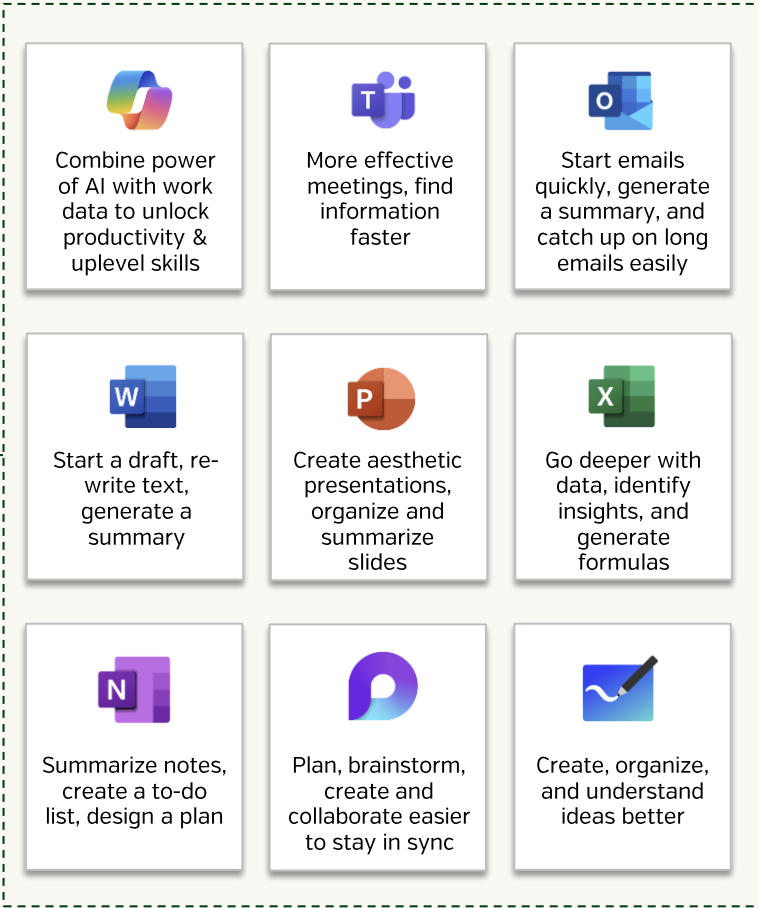 Combine power
of AI with work
data to unlock
productivity &
uplevel skills
T
More effective
meetings, find
information
faster
O
Start emails
quickly, generate
a summary, and
catch up on long
emails easily
W
Start a draft, re-
write text,
generate a
summary
P
Create aesthetic
presentations,
organize and
summarize
slides
X
Go deeper with
data, identify
insights, and
generate
formulas
N
Summarize notes,
create a to-do
list, design a plan
Plan, brainstorm,
create and
collaborate easier
to stay in sync
Create, organize,
and understand
ideas better